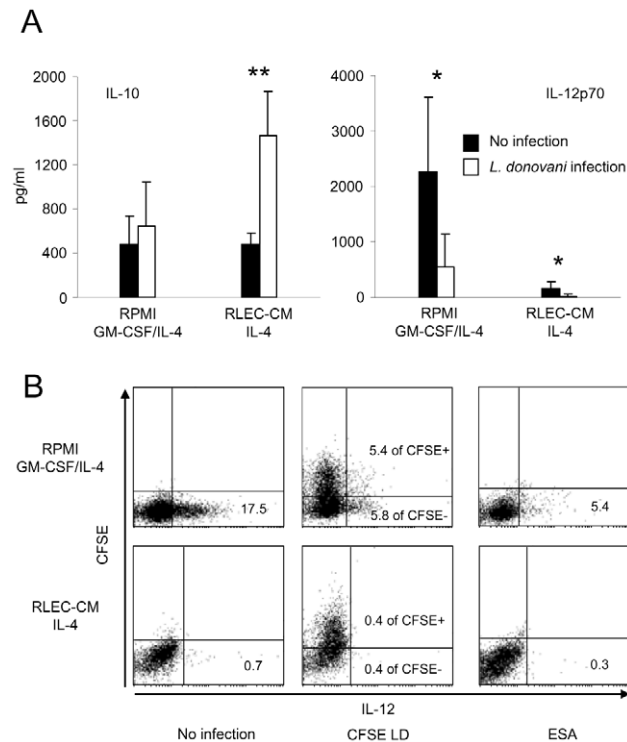 A
IL-10
**
2000
1600
1200
800
400
0
pg/ml
RPMI
GM-CSF/IL-4
RLEC-CM
IL-4
IL-12p70
*
*
4000
3000
2000
1000
0
No infection
L. donovani infection
RPMI
GM-CSF/IL-4
RLEC-CM
IL-4
B
CFSE
RPMI
GM-CSF/IL-4
17.5
5.4 of CFSE+
5.8 of CFSE-
5.4
RLEC-CM
IL-4
0.7
0.4 of CFSE+
0.4 of CFSE-
0.3
IL-12
No infection
CFSE LD
ESA